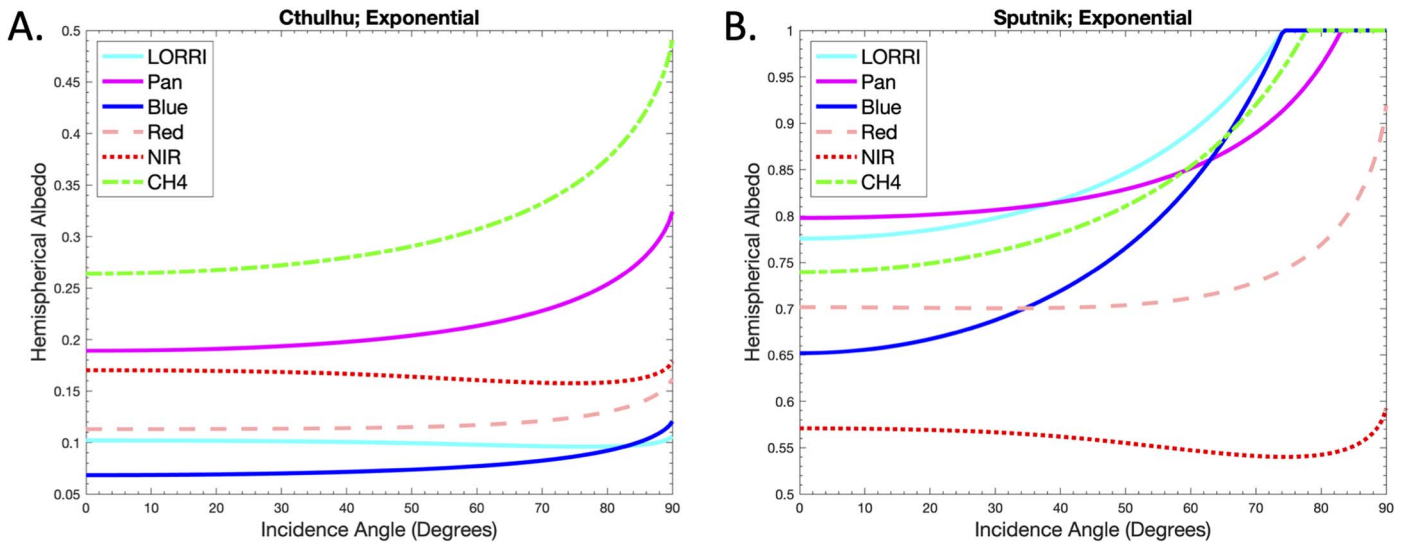 A.
Cthulhu; Exponential
0.5
0.45
0.4
0.35
0.3
0.25
0.2
0.15
0.1
0.05
Hemispherical Albedo
LORRI
Pan
Blue
Red
NIR
CH4
0 10 20 30 40 50 60 70 80 90
Incidence Angle (Degrees)
B.
Sputnik; Exponential
1
0.95
0.9
0.85
0.8
0.75
0.7
0.65
0.6
0.55
0.5
Hemispherical Albedo
LORRI
Pan
Blue
Red
NIR
CH4
0 10 20 30 40 50 60 70 80 90
Incidence Angle (Degrees)